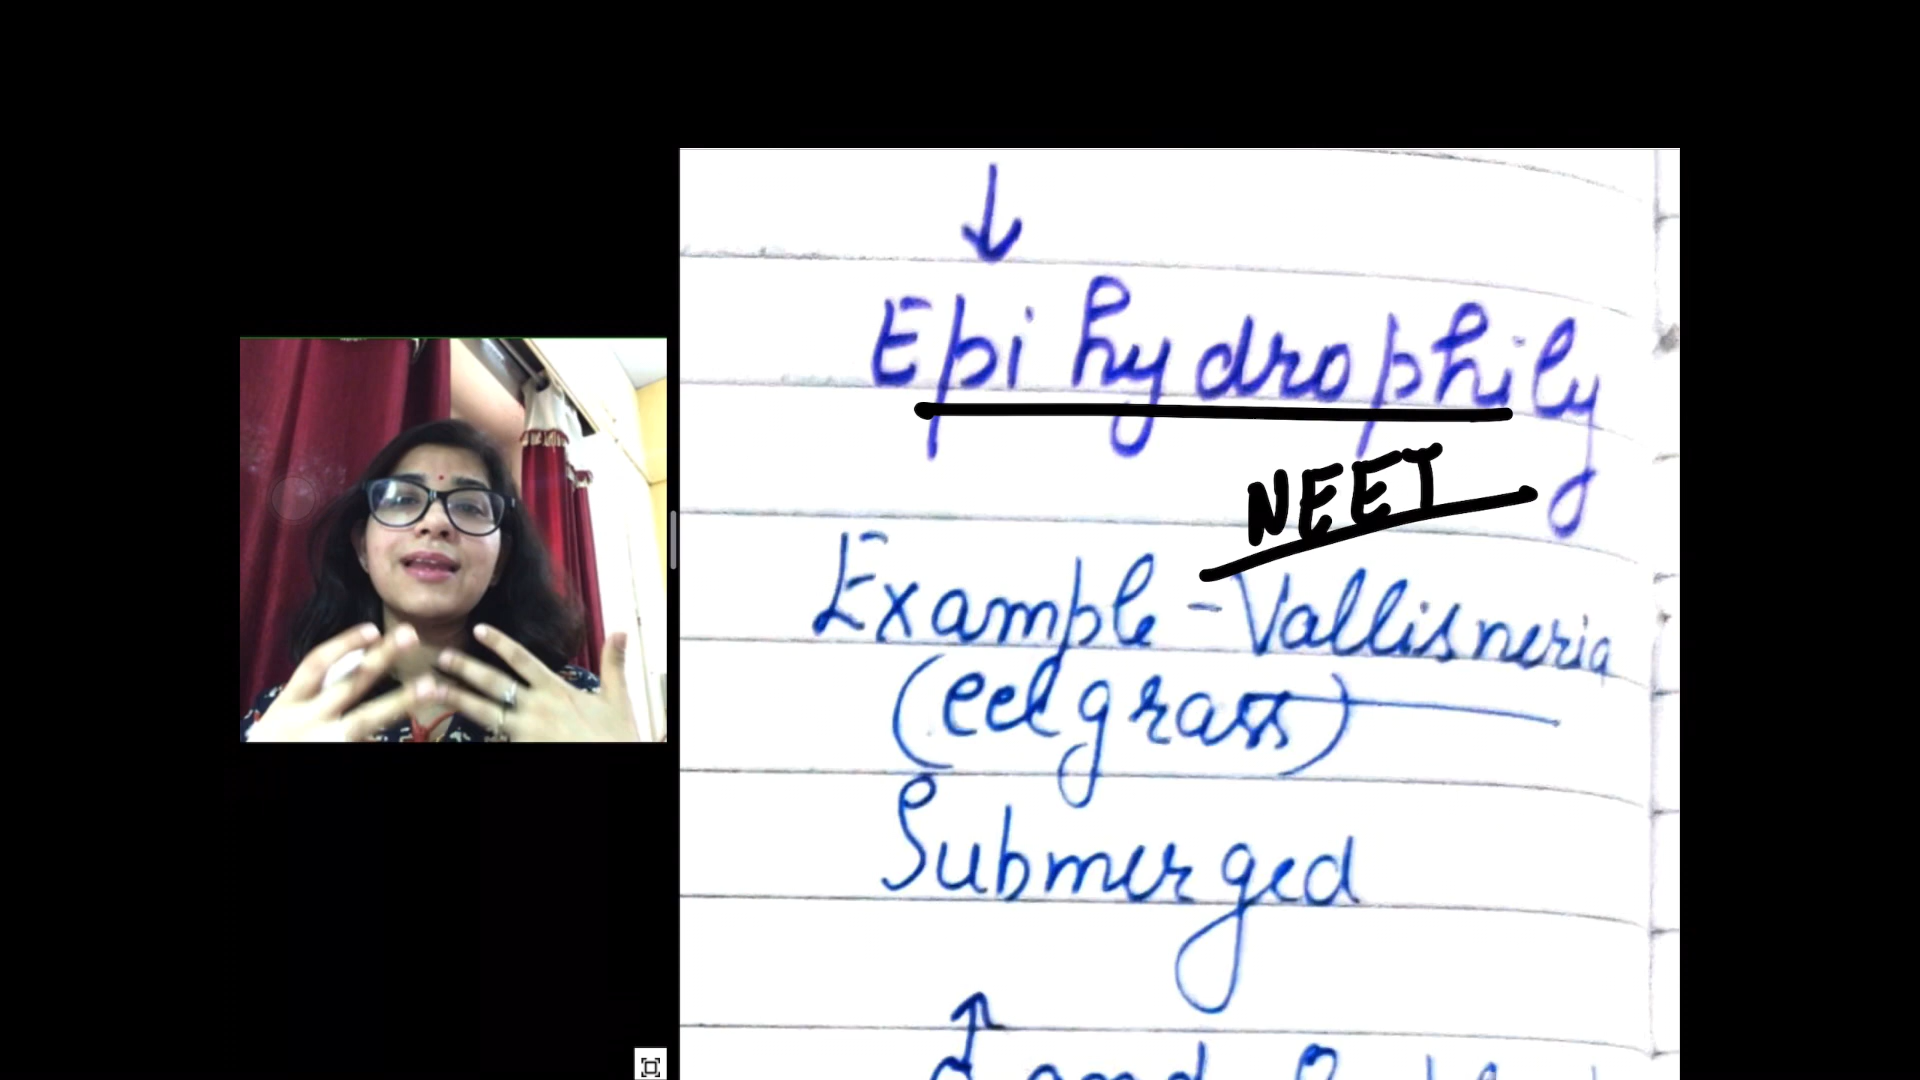 Epihydrophily
NEET
Example - Vallisneria
(eelgrass)
Submerged